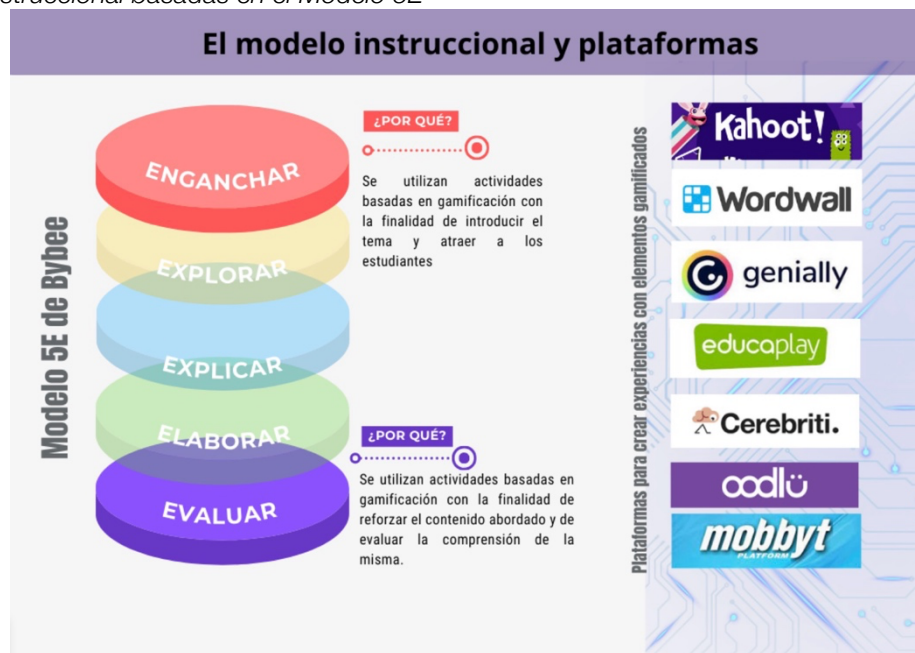 struccional basadas en el Modelo 5E
El modelo instruccional y plataformas
Modelo 5E de Bybee
ENGANCHAR
EXPLORAR
EXPLICAR
ELABORAR
EVALUAR
¿POR QUÉ?
Se utilizan actividades
basadas en gamificación con
la finalidad de introducir el
tema y atraer a los
estudiantes
¿POR QUÉ?
Se utilizan actividades basadas en
gamificación con la finalidad de
reforzar el contenido abordado y de
evaluar la comprensión de la
misma.
Plataformas para crear experiencias con elementos gamificados
Kahoot!
Wordwall
genially
educaplay
Cerebriti.
oodlü
mobbyt
PLATFORM